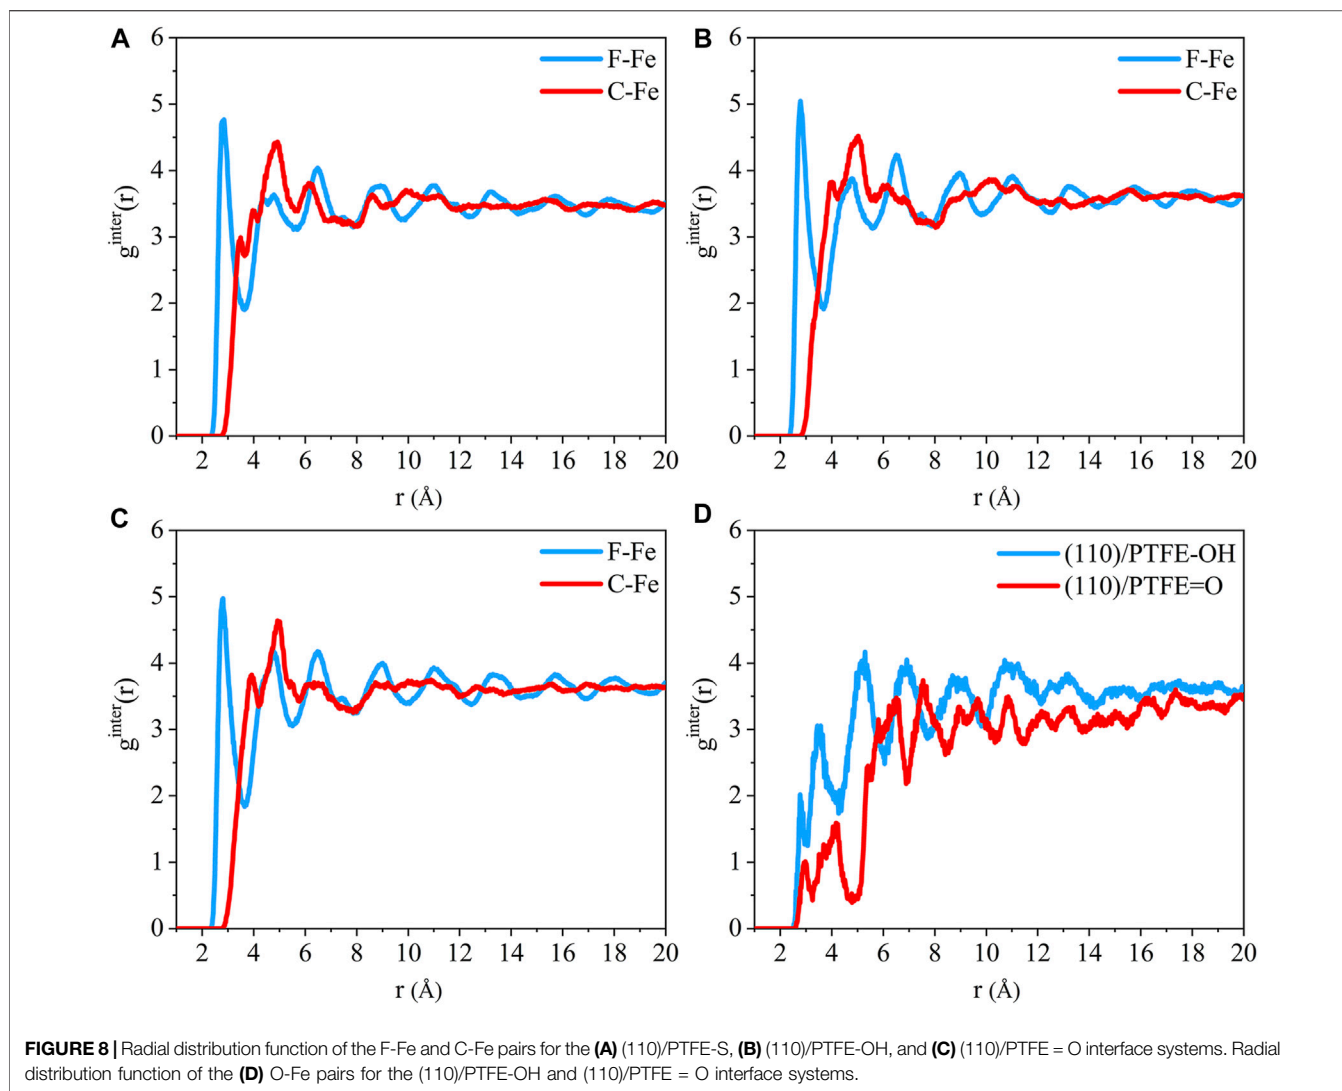 A
6
5
4
3
2
1
0
g^inter(r)
2 4 6 8 10 12 14 16 18 20
r (Å)
F-Fe
C-Fe
B
6
5
4
3
2
1
0
g^inter(r)
2 4 6 8 10 12 14 16 18 20
r (Å)
F-Fe
C-Fe
C
6
5
4
3
2
1
0
g^inter(r)
2 4 6 8 10 12 14 16 18 20
r (Å)
F-Fe
C-Fe
D
6
5
4
3
2
1
0
g^inter(r)
2 4 6 8 10 12 14 16 18 20
r (Å)
(110)/PTFE-OH
(110)/PTFE=O
FIGURE 8 | Radial distribution function of the F-Fe and C-Fe pairs for the (A) (110)/PTFE-S, (B) (110)/PTFE-OH, and (C) (110)/PTFE = O interface systems. Radial
distribution function of the (D) O-Fe pairs for the (110)/PTFE-OH and (110)/PTFE = O interface systems.